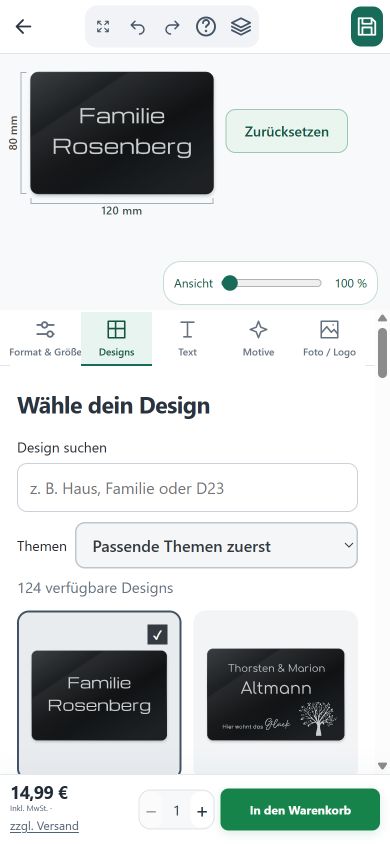 Familie
Rosenberg
80 mm
120 mm
Zurücksetzen
Ansicht
100 %
Format & Größe
Designs
Text
Motive
Foto / Logo
Wähle dein Design
Design suchen
z. B. Haus, Familie oder D23
Themen
Passende Themen zuerst
124 verfügbare Designs
Familie
Rosenberg
Thorsten & Marion
Altmann
Hier wohnt das Glück
14,99 €
Inkl. MwSt. ·
zzgl. Versand
− 1 +
In den Warenkorb